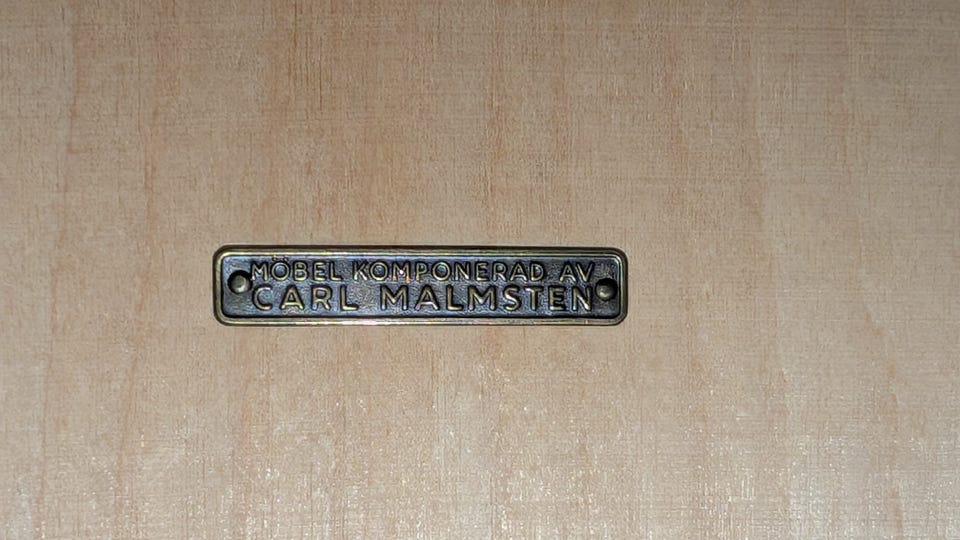 MÖBEL KOMPONERAD AV
CARL MALMSTEN